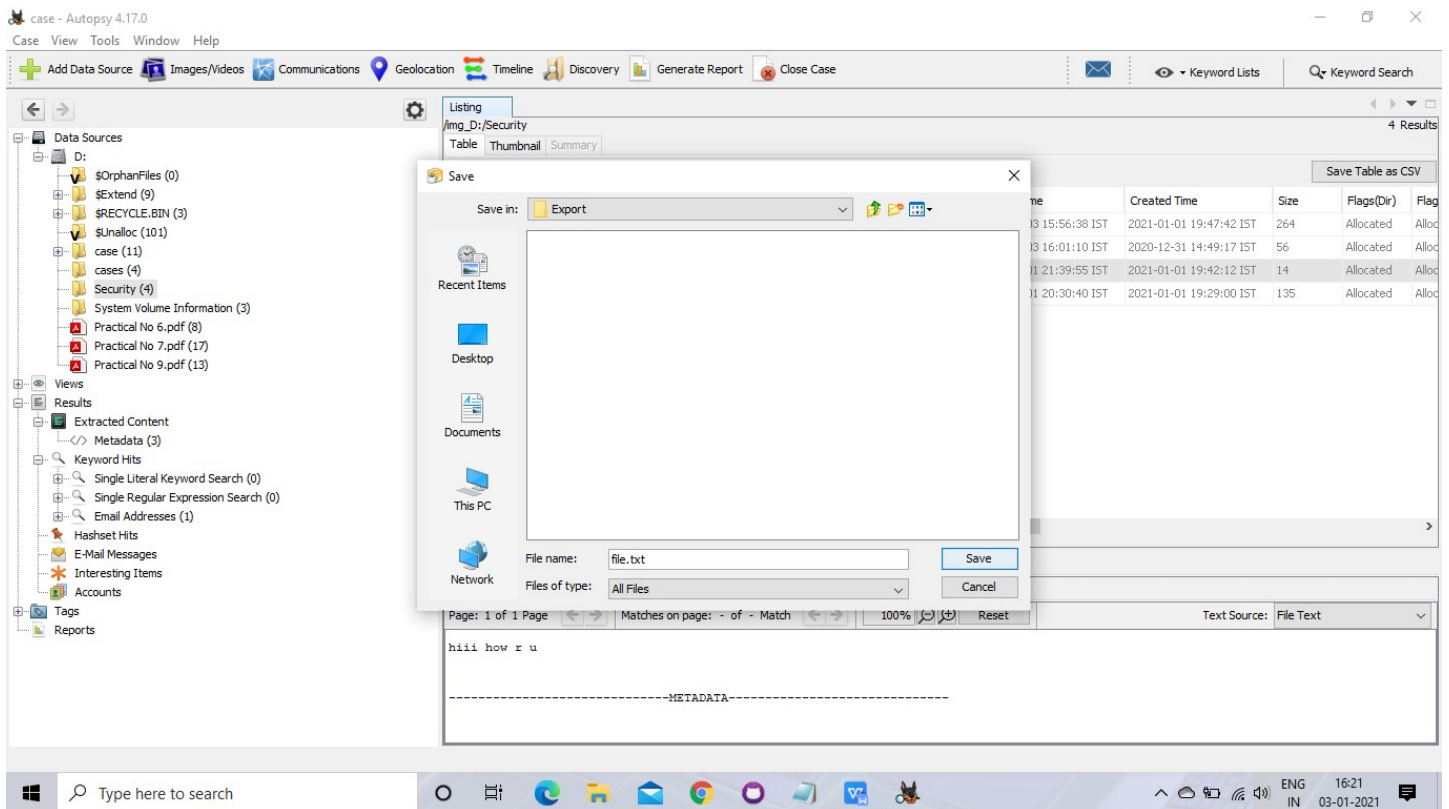 case - Autopsy 4.17.0
Case View Tools Window Help
Add Data Source Images/Videos Communications Geolocation Timeline Discovery Generate Report Close Case Keyword Lists Keyword Search
Data Sources
D:
$OrphanFiles (0)
$Extend (9)
$RECYCLE.BIN (3)
$Unalloc (101)
case (11)
cases (4)
Security (4)
System Volume Information (3)
Practical No 6.pdf (8)
Practical No 7.pdf (17)
Practical No 9.pdf (13)
Views
Results
Extracted Content
Metadata (3)
Keyword Hits
Single Literal Keyword Search (0)
Single Regular Expression Search (0)
Email Addresses (1)
Hashset Hits
E-Mail Messages
Interesting Items
Accounts
Tags
Reports
Listing
/img_D:/Security
4 Results
Table Thumbnail Summary
Save Table as CSV
Created Time Size Flags(Dir) Flag
15:56:38 IST 2021-01-01 19:47:42 IST 264 Allocated Alloc
16:01:10 IST 2020-12-31 14:49:17 IST 56 Allocated Alloc
21:39:55 IST 2021-01-01 19:42:12 IST 14 Allocated Alloc
20:30:40 IST 2021-01-01 19:29:00 IST 135 Allocated Alloc
Save
Save in: Export
Recent Items
Desktop
Documents
This PC
Network
File name: file.txt Save
Files of type: All Files Cancel
Page: 1 of 1 Page Matches on page: - of - Match 100% Reset Text Source: File Text
hiii how r u
------------------------------METADATA------------------------------
Type here to search
ENG
IN
16:21
03-01-2021